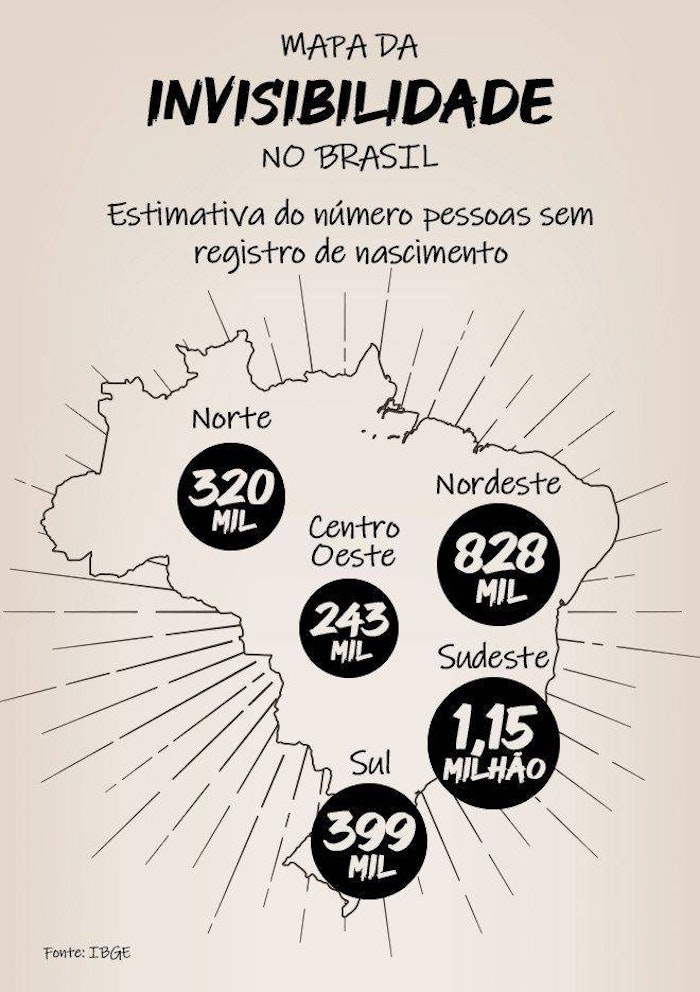 MAPA DA
INVISIBILIDADE
NO BRASIL
Estimativa do número pessoas sem
registro de nascimento
Norte
320
MIL
Nordeste
828
MIL
Centro
Oeste
243
MIL
Sudeste
1,15
MILHÃO
Sul
399
MIL
Fonte: IBGE